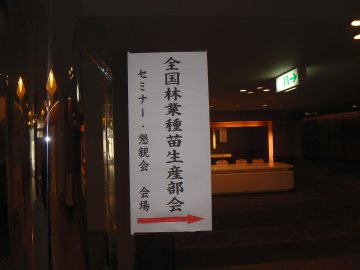 全国林業種苗生産部会
セミナー・懇親会 会場